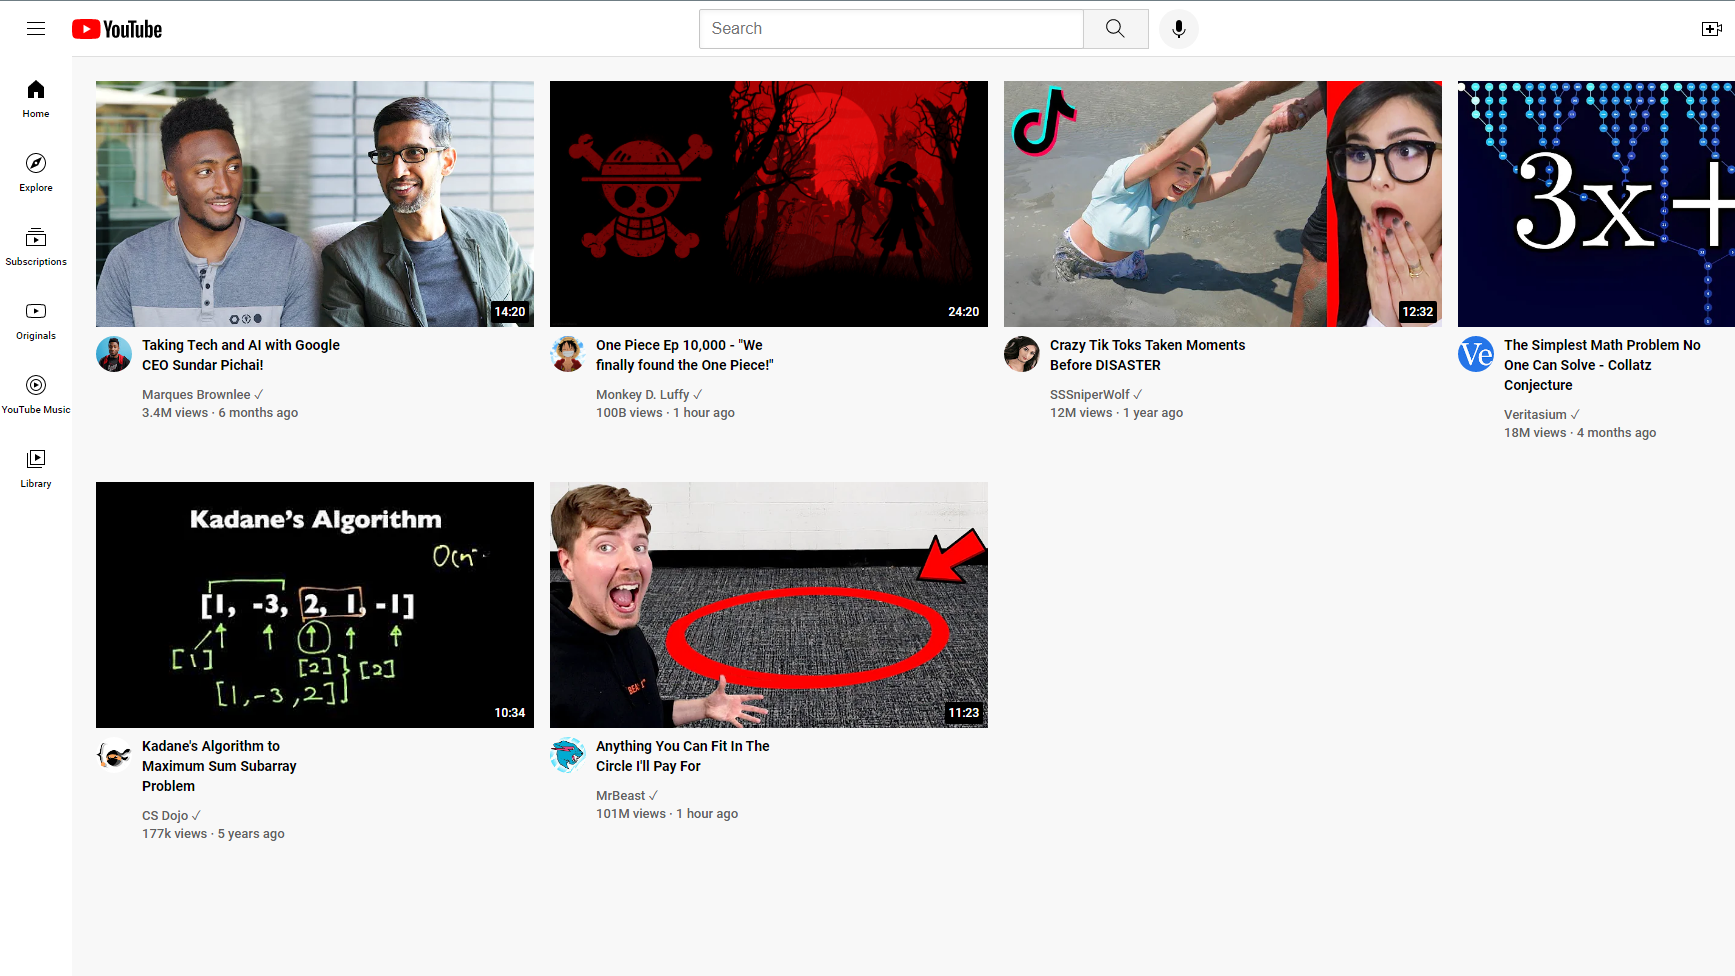 YouTube
Search
Home
Explore
Subscriptions
Originals
YouTube Music
Library
14:20
Taking Tech and AI with Google
CEO Sundar Pichai!
Marques Brownlee ✓
3.4M views · 6 months ago
24:20
One Piece Ep 10,000 - "We
finally found the One Piece!"
Monkey D. Luffy ✓
100B views · 1 hour ago
12:32
Crazy Tik Toks Taken Moments
Before DISASTER
SSSniperWolf ✓
12M views · 1 year ago
3x+
Ve
The Simplest Math Problem No
One Can Solve - Collatz
Conjecture
Veritasium ✓
18M views · 4 months ago
Kadane's Algorithm
[1, -3, 2, 1, -1]
[1]
[2]
[2]
[1, -3, 2]
10:34
Kadane's Algorithm to
Maximum Sum Subarray
Problem
CS Dojo ✓
177k views · 5 years ago
11:23
Anything You Can Fit In The
Circle I'll Pay For
MrBeast ✓
101M views · 1 hour ago